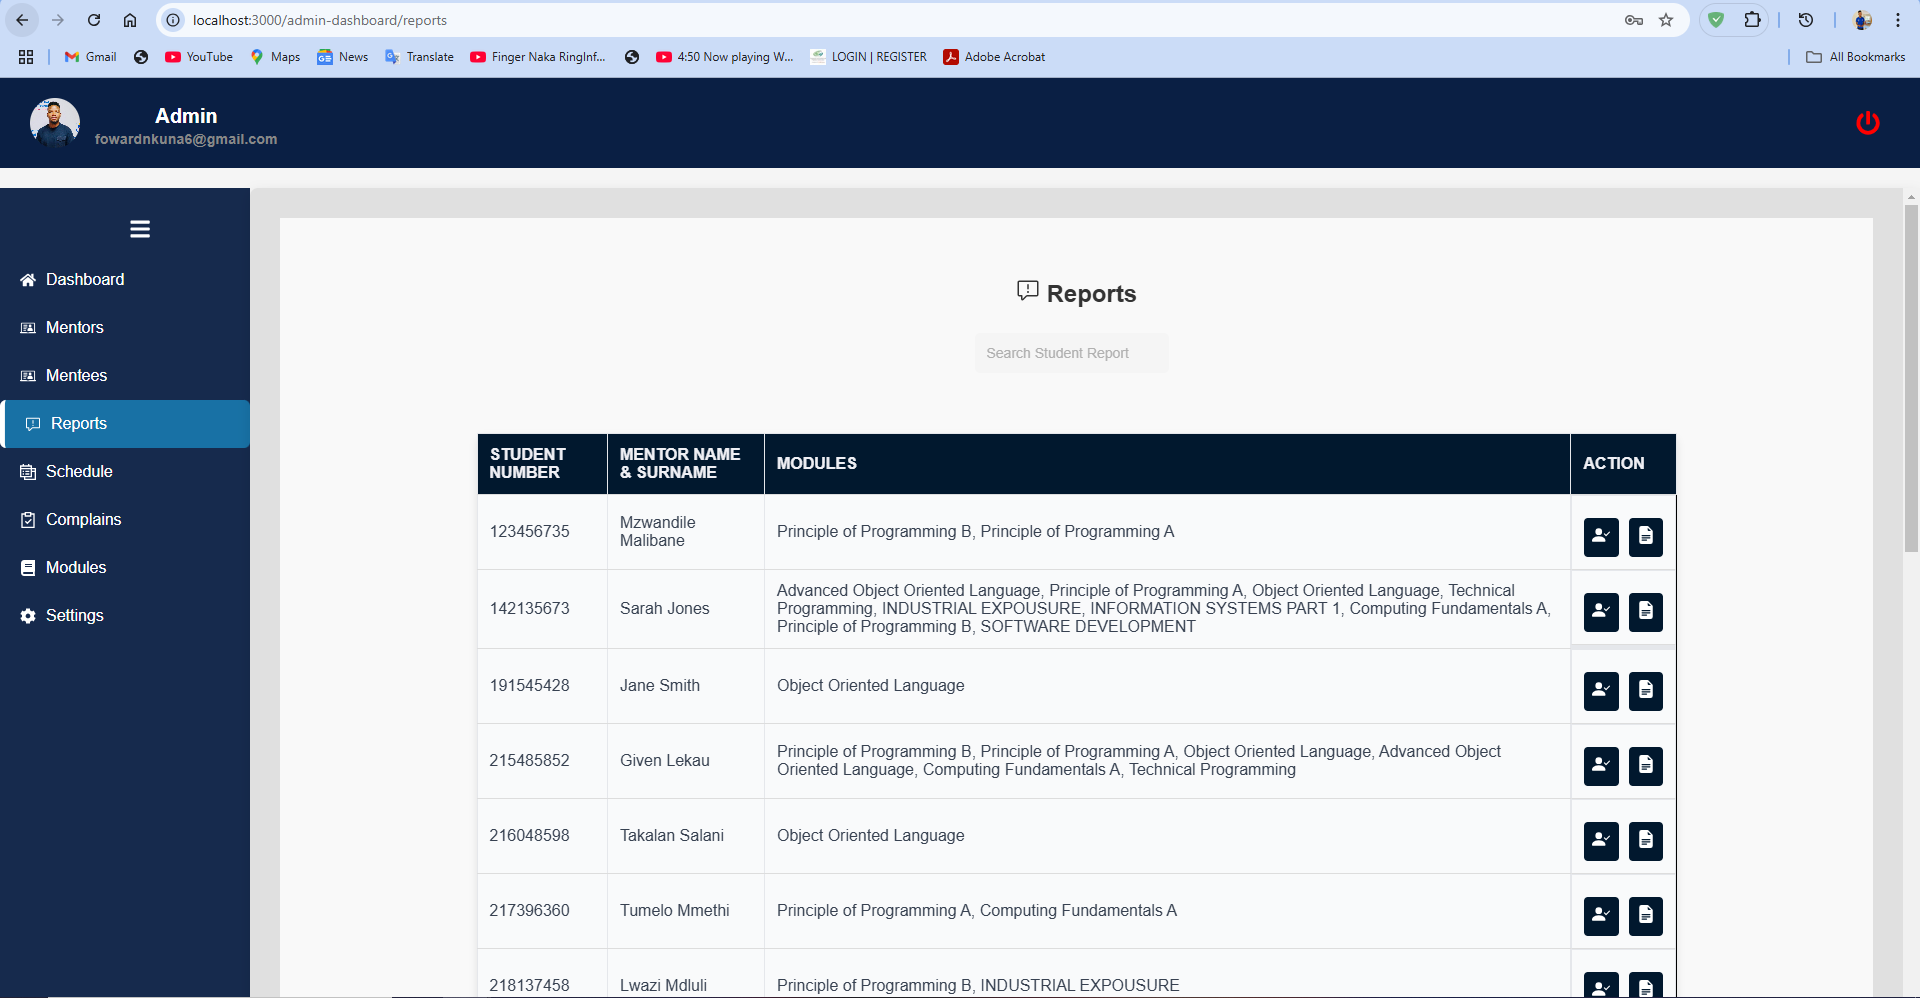 localhost:3000/admin-dashboard/reports
Gmail
YouTube
Maps
News
Translate
Finger Naka RingInf...
4:50 Now playing W...
LOGIN | REGISTER
Adobe Acrobat
All Bookmarks
Admin
fowardnkuna6@gmail.com
Dashboard
Mentors
Mentees
Reports
Schedule
Complains
Modules
Settings
Reports
Search Student Report
STUDENT NUMBER
MENTOR NAME & SURNAME
MODULES
ACTION
123456735
Mzwandile Malibane
Principle of Programming B, Principle of Programming A
142135673
Sarah Jones
Advanced Object Oriented Language, Principle of Programming A, Object Oriented Language, Technical
Programming, INDUSTRIAL EXPOUSURE, INFORMATION SYSTEMS PART 1, Computing Fundamentals A,
Principle of Programming B, SOFTWARE DEVELOPMENT
191545428
Jane Smith
Object Oriented Language
215485852
Given Lekau
Principle of Programming B, Principle of Programming A, Object Oriented Language, Advanced Object
Oriented Language, Computing Fundamentals A, Technical Programming
216048598
Takalan Salani
Object Oriented Language
217396360
Tumelo Mmethi
Principle of Programming A, Computing Fundamentals A
218137458
Lwazi Mdluli
Principle of Programming B, INDUSTRIAL EXPOUSURE